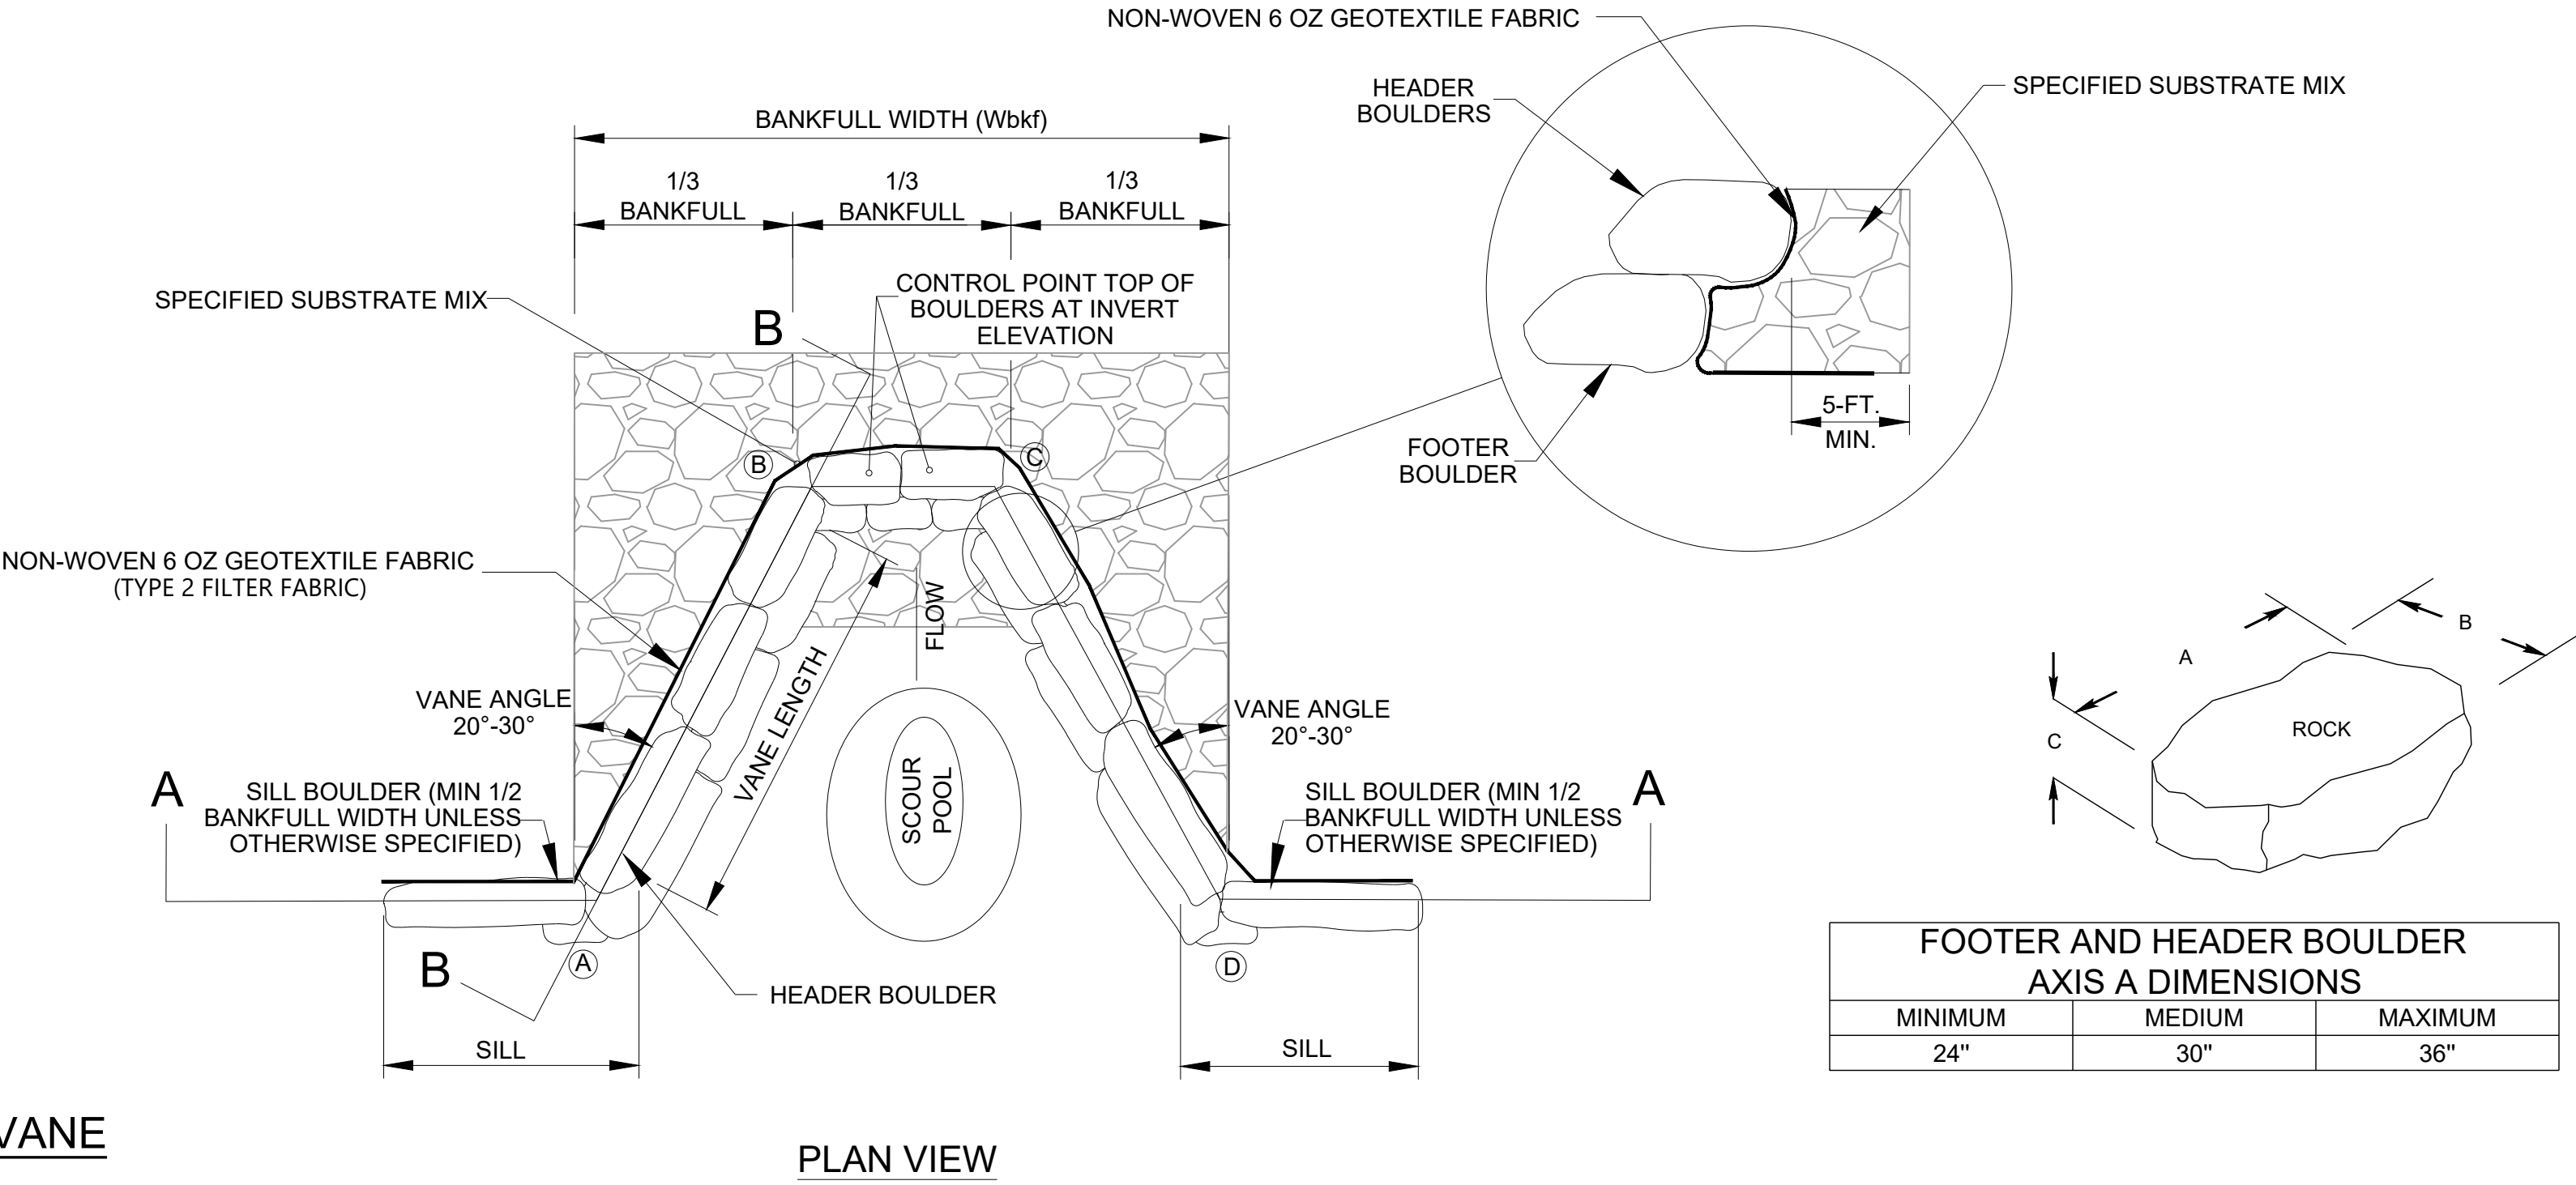 NON-WOVEN 6 OZ GEOTEXTILE FABRIC
HEADER
BOULDERS
SPECIFIED SUBSTRATE MIX
FOOTER
BOULDER
5-FT.
MIN.
BANKFULL WIDTH (Wbkf)
1/3
BANKFULL
1/3
BANKFULL
1/3
BANKFULL
SPECIFIED SUBSTRATE MIX
B
CONTROL POINT TOP OF
BOULDERS AT INVERT
ELEVATION
B
C
NON-WOVEN 6 OZ GEOTEXTILE FABRIC
(TYPE 2 FILTER FABRIC)
FLOW
VANE LENGTH
VANE ANGLE
20°-30°
VANE ANGLE
20°-30°
SCOUR
POOL
A
SILL BOULDER (MIN 1/2
BANKFULL WIDTH UNLESS
OTHERWISE SPECIFIED)
SILL BOULDER (MIN 1/2
BANKFULL WIDTH UNLESS
OTHERWISE SPECIFIED)
A
B
A
D
HEADER BOULDER
SILL
SILL
A
B
C
ROCK
FOOTER AND HEADER BOULDER
AXIS A DIMENSIONS
MINIMUM MEDIUM MAXIMUM
24" 30" 36"
VANE
PLAN VIEW